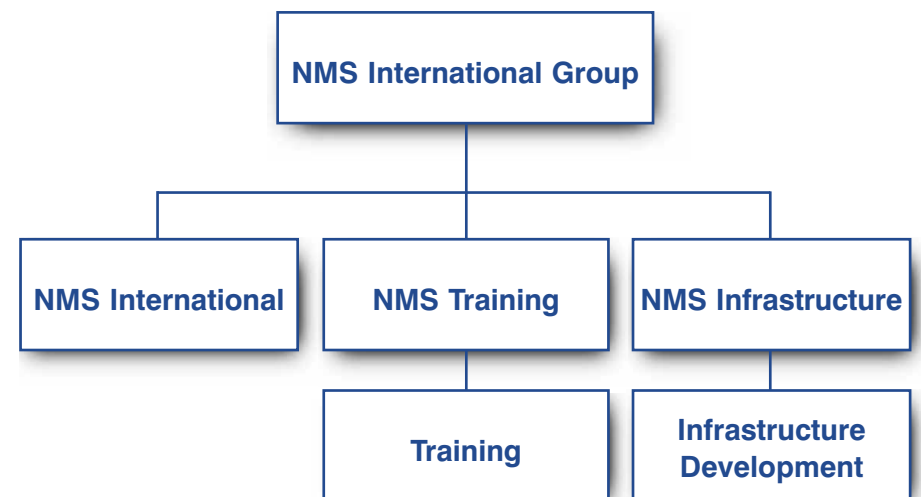 NMS International Group
NMS International
NMS Training
NMS Infrastructure
Training
Infrastructure
Development